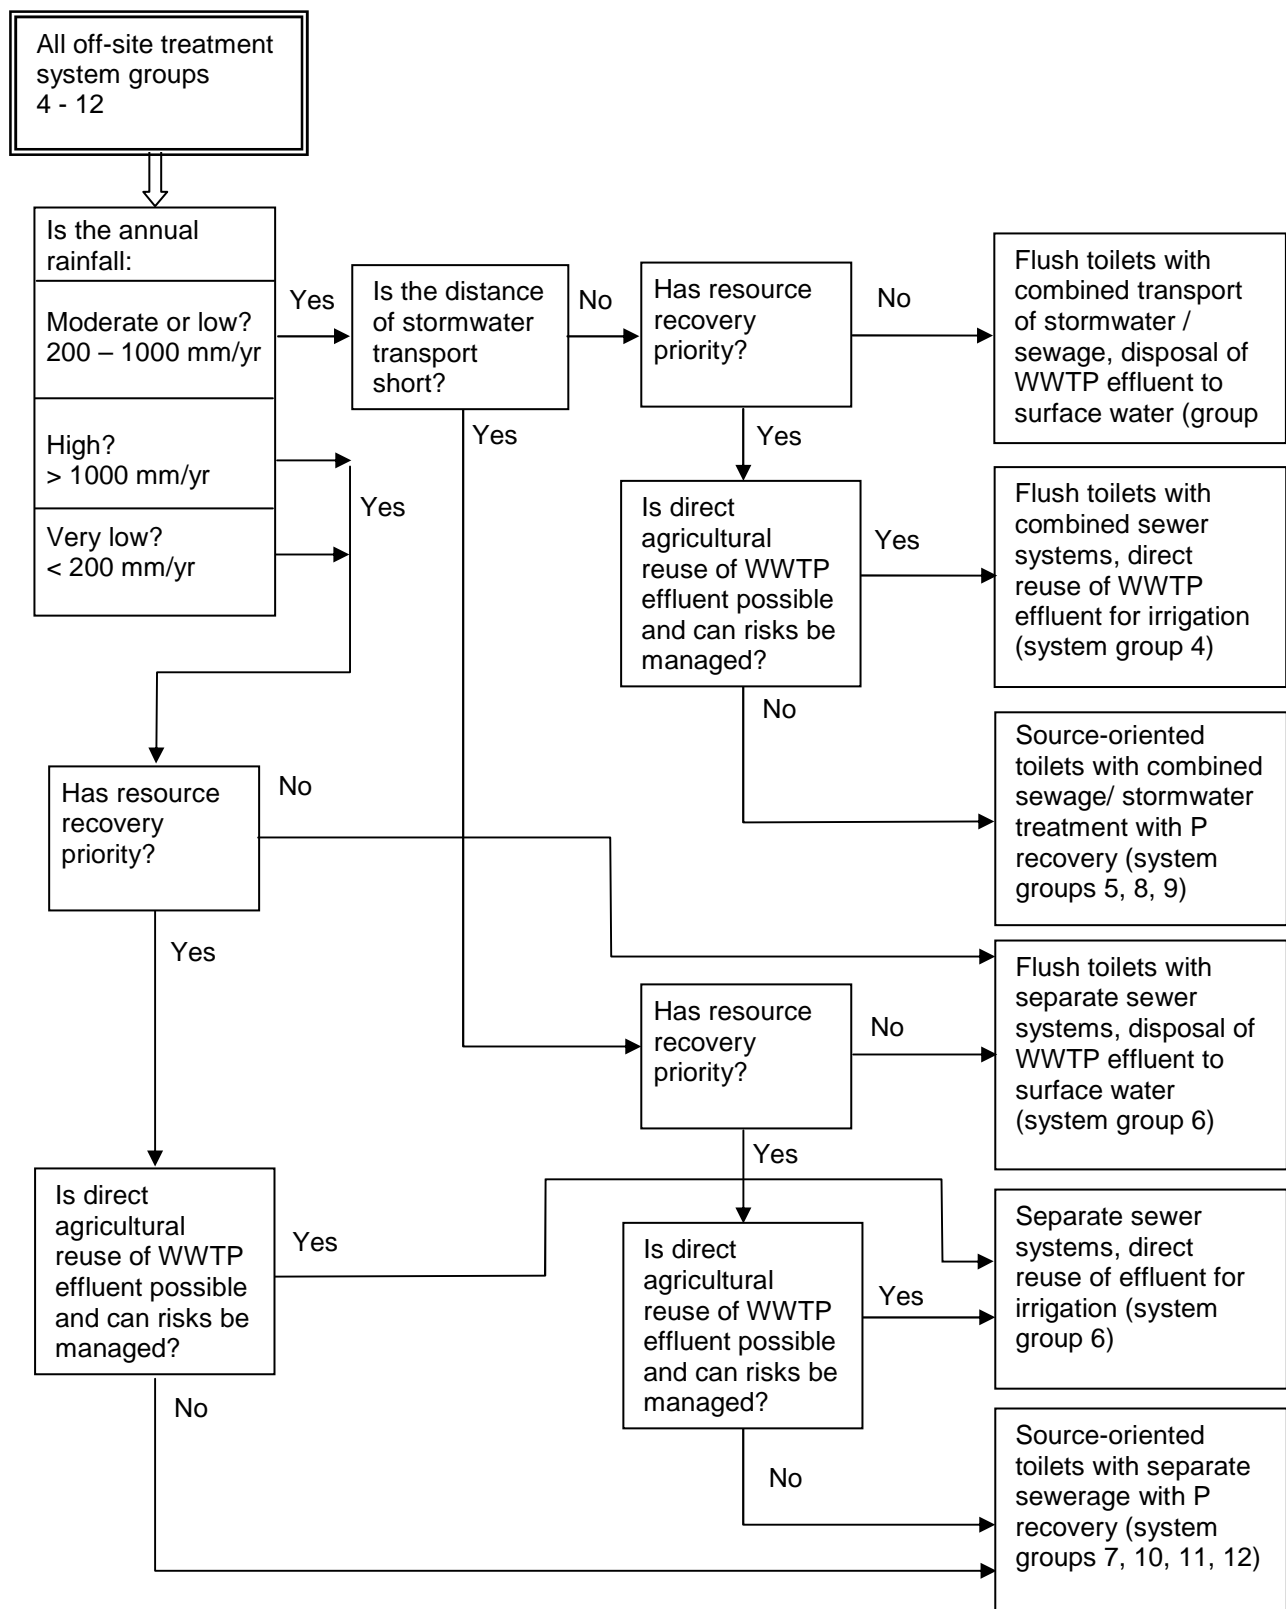 All off-site treatment
system groups
4 - 12
Is the annual
rainfall:
Moderate or low?
200 – 1000 mm/yr
High?
> 1000 mm/yr
Very low?
< 200 mm/yr
Yes
Is the distance
of stormwater
transport
short?
No
Has resource
recovery
priority?
No
Flush toilets with
combined transport
of stormwater /
sewage, disposal of
WWTP effluent to
surface water (group
Yes
Yes
Yes
Is direct
agricultural
reuse of WWTP
effluent possible
and can risks be
managed?
Yes
Flush toilets with
combined sewer
systems, direct
reuse of WWTP
effluent for irrigation
(system group 4)
No
Source-oriented
toilets with combined
sewage/ stormwater
treatment with P
recovery (system
groups 5, 8, 9)
Has resource
recovery
priority?
No
Yes
Has resource
recovery
priority?
No
Flush toilets with
separate sewer
systems, disposal of
WWTP effluent to
surface water
(system group 6)
Yes
Is direct
agricultural
reuse of WWTP
effluent possible
and can risks be
managed?
Yes
No
Is direct
agricultural
reuse of WWTP
effluent possible
and can risks be
managed?
Yes
Separate sewer
systems, direct
reuse of effluent for
irrigation (system
group 6)
No
Source-oriented
toilets with separate
sewerage with P
recovery (system
groups 7, 10, 11, 12)